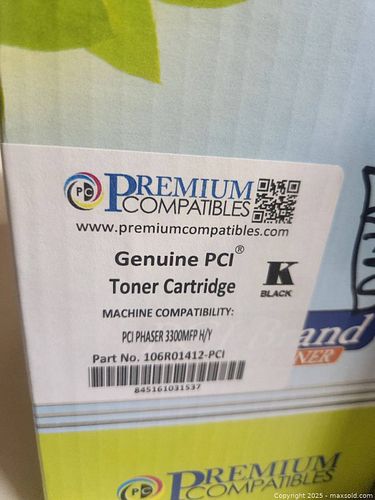 PREMIUM
COMPATIBLES
www.premiumcompatibles.com
Genuine PCI®
Toner Cartridge
K
BLACK
MACHINE COMPATIBILITY:
PCI PHASER 3300MFP H/Y
Part No. 106R01412-PCI
845161031537
PREMIUM
COMPATIBLES
Copyright 2025 - maxsold.com